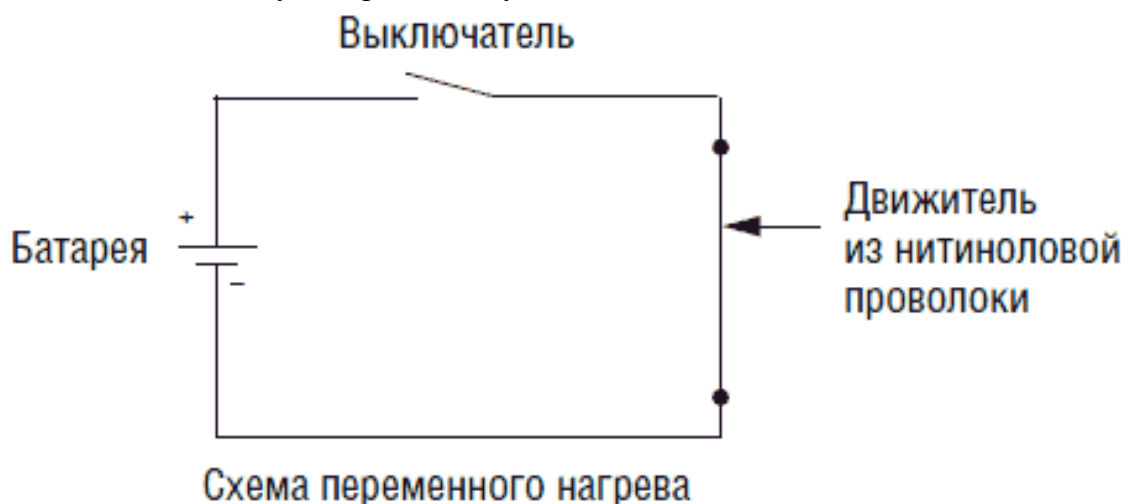 Выключатель
+
Батарея
−
Движитель
из нитиноловой
проволоки
Схема переменного нагрева